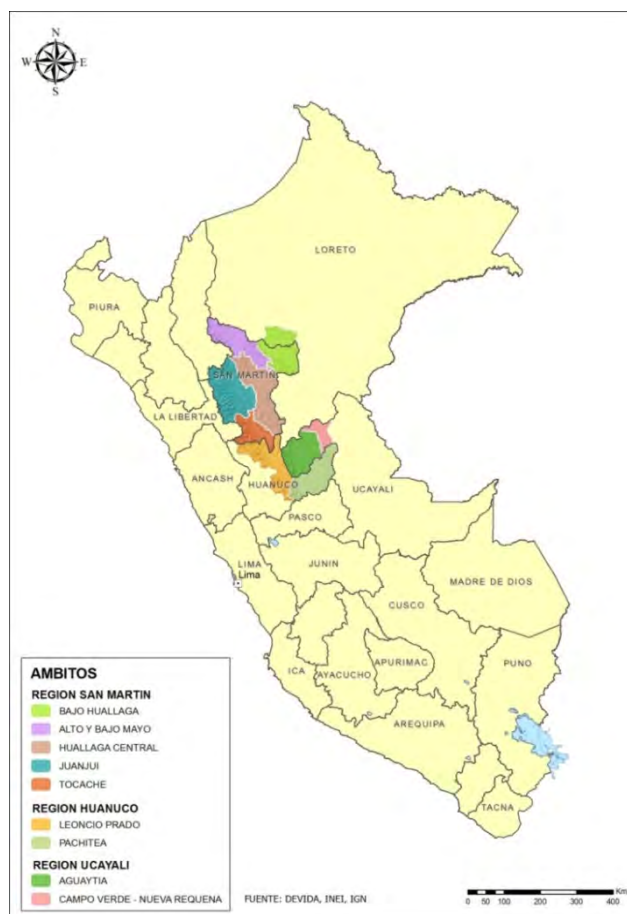 N
W E
S
LORETO
PIURA
SAN MARTIN
LA LIBERTAD
ANCASH
HUANUCO
UCAYALI
PASCO
LIMA
Lima
JUNIN
MADRE DE DIOS
CUSCO
ICA
AYACUCHO
APURIMAC
PUNO
AREQUIPA
TACNA
AMBITOS
REGION SAN MARTIN
BAJO HUALLAGA
ALTO Y BAJO MAYO
HUALLAGA CENTRAL
JUANJUI
TOCACHE
REGION HUANUCO
LEONCIO PRADO
PACHITEA
REGION UCAYALI
AGUAYTIA
CAMPO VERDE - NUEVA REQUENA
FUENTE: DEVIDA, INEI, IGN
0 50 100 200 300 400
Km